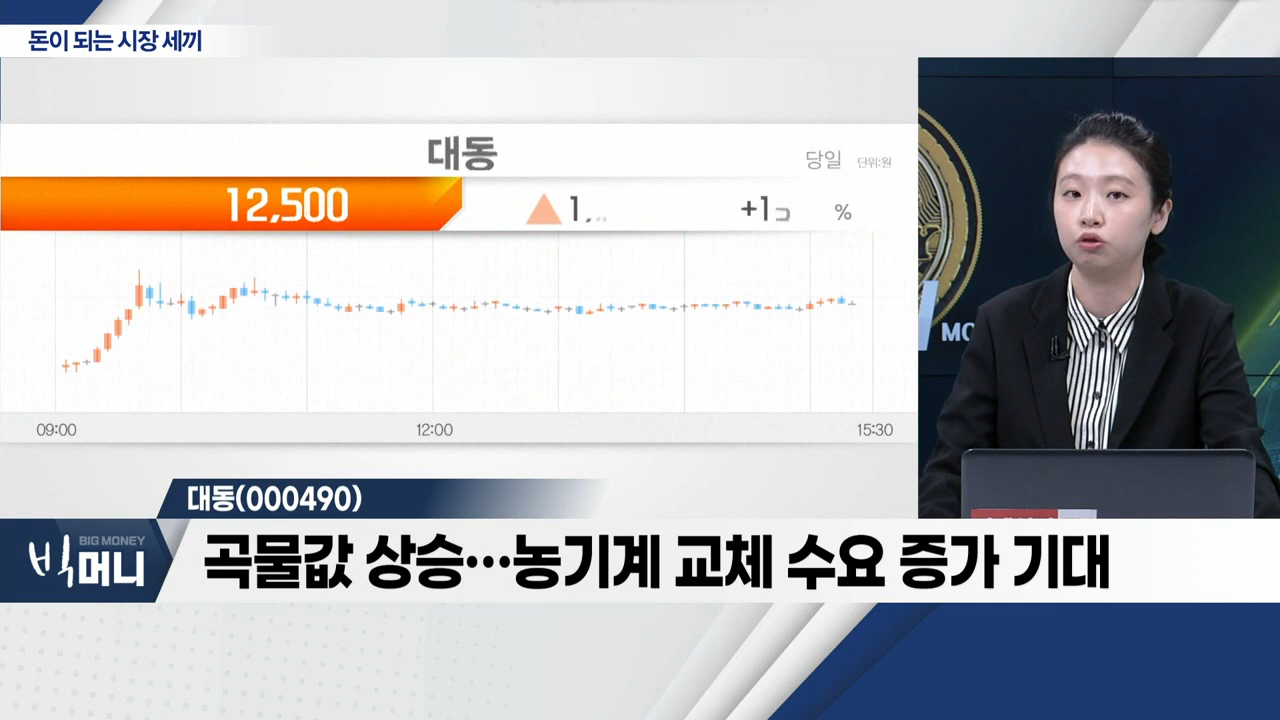 돈이 되는 시장 세끼
대동
당일 단위:원
12,500
%
09:00 12:00 15:30
MO
대동(000490)
BIG MONEY
빅머니
곡물값 상승…농기계 교체 수요 증가 기대